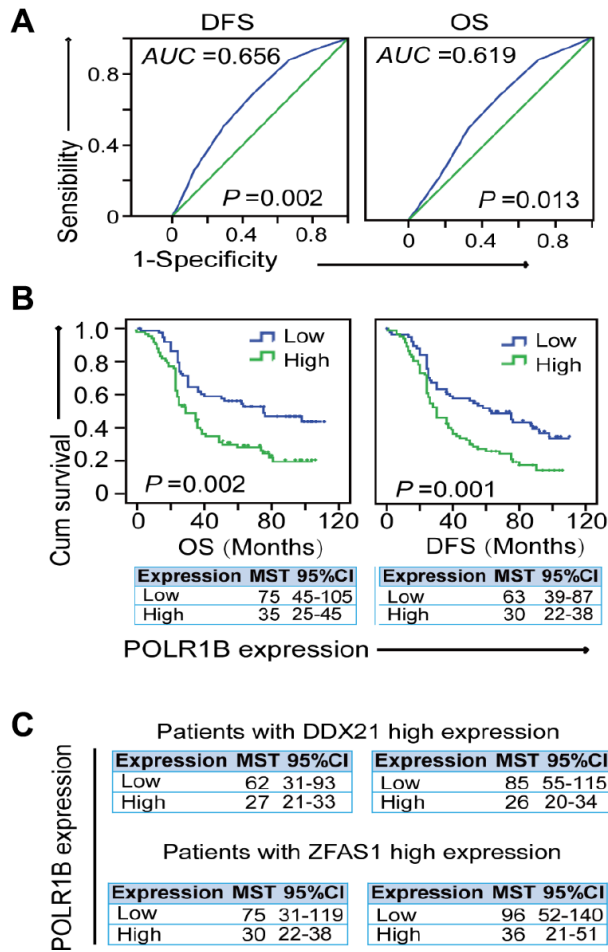 A
DFS
OS
AUC =0.656
AUC =0.619
0.8
0.4
0
P =0.002
P =0.013
0 0.4 0.8
0 0.4 0.8
Sensibility
1-Specificity
B
1.0
0.8
0.6
0.4
0.2
0
Low
High
Low
High
P =0.002
P =0.001
0 40 80 120
0 40 80 120
Cum survival
OS (Months)
DFS (Months)
Expression MST 95%CI
Low 75 45-105
High 35 25-45
Expression MST 95%CI
Low 63 39-87
High 30 22-38
POLR1B expression
C
Patients with DDX21 high expression
Expression MST 95%CI
Low 62 31-93
High 27 21-33
Expression MST 95%CI
Low 85 55-115
High 26 20-34
POLR1B expression
Patients with ZFAS1 high expression
Expression MST 95%CI
Low 75 31-119
High 30 22-38
Expression MST 95%CI
Low 96 52-140
High 36 21-51